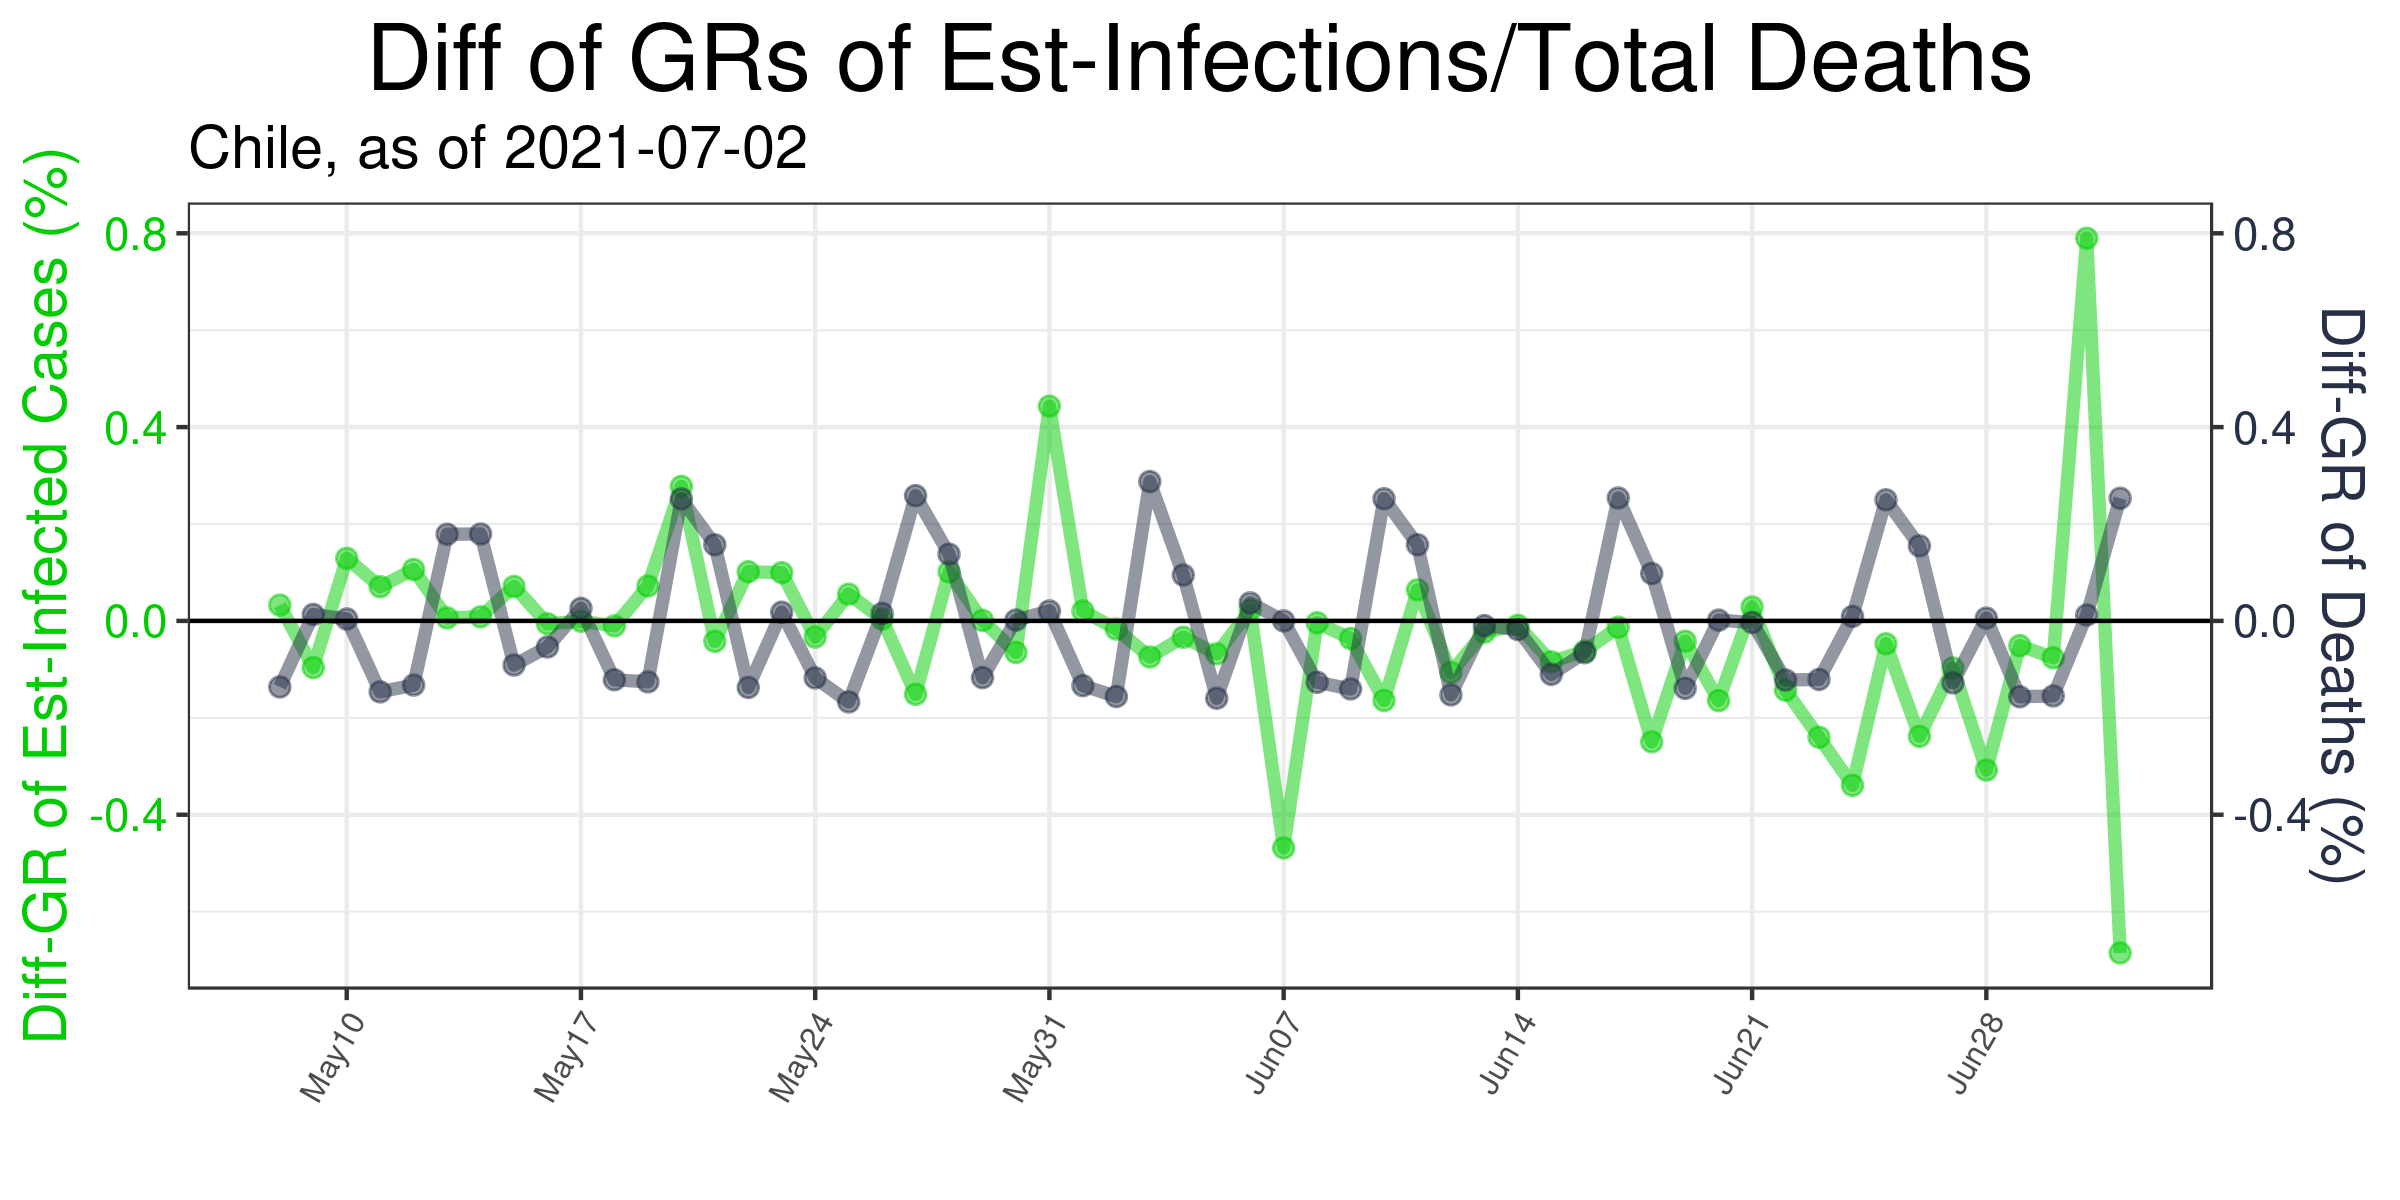 Diff of GRs of Est-Infections/Total Deaths
Chile, as of 2021-07-02
Diff-GR of Est-Infected Cases (%)
0.8
0.4
0.0
-0.4
0.8
0.4
0.0
-0.4
Diff-GR of Deaths (%)
May10
May17
May24
May31
Jun07
Jun14
Jun21
Jun28